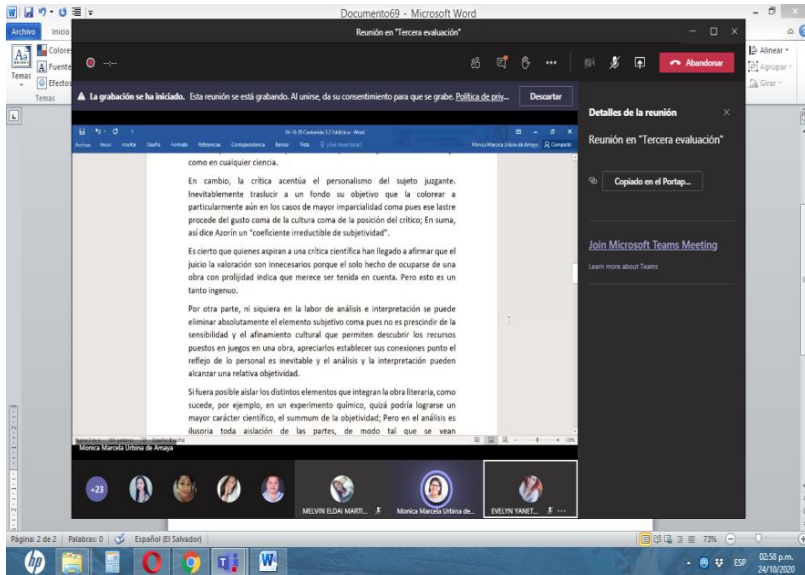 Documento69 - Microsoft Word
Archivo Inicio
Reunión en "Tercera evaluación"
Colores
Fuente
Efectos
Temas
Temas
Alinear
Agrupar
Girar
Abandonar
La grabación se ha iniciado. Esta reunión se está grabando. Al unirse, da su consentimiento para que se grabe. Política de priv...
Descartar
Detalles de la reunión
Reunión en "Tercera evaluación"
Copiado en el Portap...
Join Microsoft Teams Meeting
Learn more about Teams
Archivo Inicio Insertar Diseño Formato Referencias Correspondencia Revisar Vista
Compartir
como en cualquier ciencia.
En cambio, la crítica acentúa el personalismo del sujeto juzgante.
Inevitablemente traslucir a un fondo su objetivo que la colorear a
particularmente aún en los casos de mayor imparcialidad coma pues ese lastre
procede del gusto coma de la cultura coma de la posición del crítico; En suma,
así dice Azorín un "coeficiente irreductible de subjetividad".
Es cierto que quienes aspiran a una crítica científica han llegado a afirmar que el
juicio la valoración son innecesarios porque el solo hecho de ocuparse de una
obra con prolijidad indica que merece ser tenida en cuenta. Pero esto es un
tanto ingenuo.
Por otra parte, ni siquiera en la labor de análisis e interpretación se puede
eliminar absolutamente el elemento subjetivo coma pues no es prescindir de la
sensibilidad y el afinamiento cultural que permiten descubrir los recursos
puestos en juegos en una obra, apreciarlos establecer sus conexiones punto el
reflejo de lo personal es inevitable y el análisis y la interpretación pueden
alcanzar una relativa objetividad.
Si fuera posible aislar los distintos elementos que integran la obra literaria, como
sucede, por ejemplo, en un experimento químico, quizá podría lograrse un
mayor carácter científico, el summum de la objetividad; Pero en el análisis es
ilusoria toda aislación de las partes, de modo tal que se vean
Monica Marcela Urbina de Amaya
+23
MELVIN ELDAI MARTI...
Monica Marcela Urbina de...
EVELYN YANET...
Página: 2 de 2 Palabras: 0 Español (El Salvador)
73%
ESP
02:58 p.m.
24/10/2020